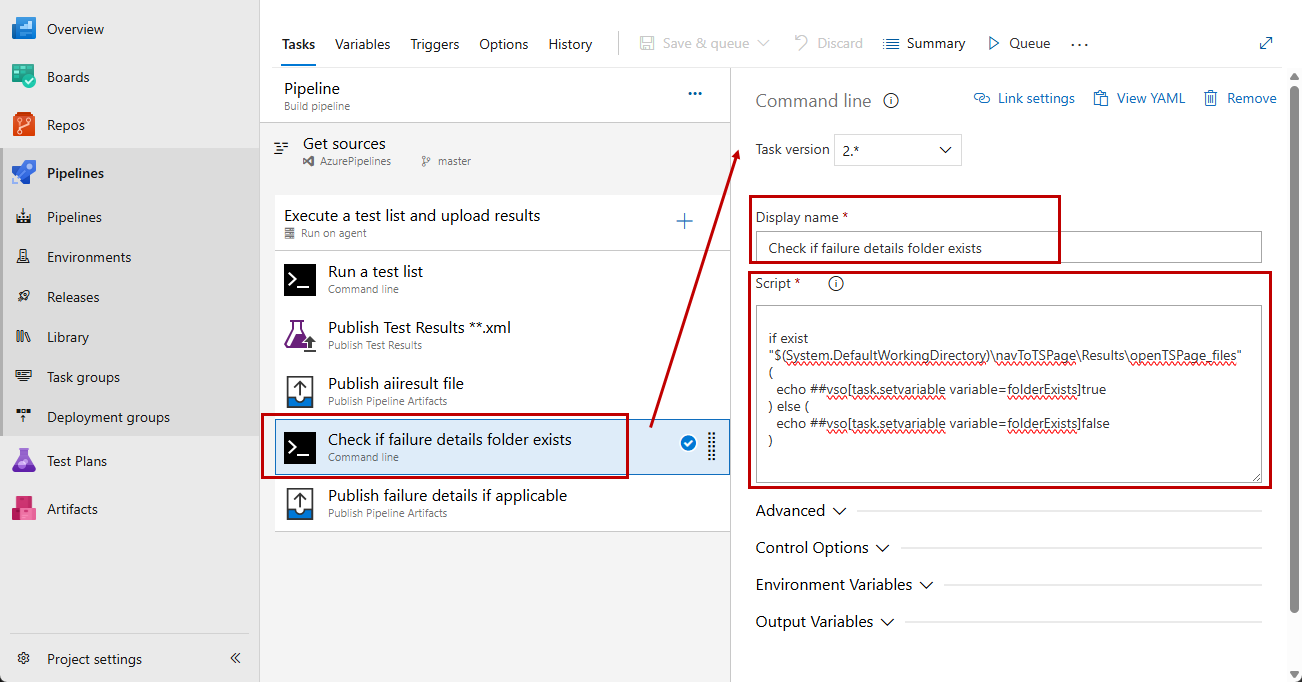 Overview
Boards
Repos
Pipelines
Pipelines
Environments
Releases
Library
Task groups
Deployment groups
Test Plans
Artifacts
Project settings
Tasks
Variables
Triggers
Options
History
Save & queue
Discard
Summary
Queue
...
Pipeline
Build pipeline
...
Get sources
AzurePipelines
master
Execute a test list and upload results
Run on agent
Run a test list
Command line
Publish Test Results **.xml
Publish Test Results
Publish aiiresult file
Publish Pipeline Artifacts
Check if failure details folder exists
Command line
Publish failure details if applicable
Publish Pipeline Artifacts
Command line
Link settings
View YAML
Remove
Task version
2.*
Display name *
Check if failure details folder exists
Script *
if exist
"$(System.DefaultWorkingDirectory)\navToTSPage\Results\openTSPage_files"
(
echo ##vso[task.setvariable variable=folderExists]true
) else (
echo ##vso[task.setvariable variable=folderExists]false
)
Advanced
Control Options
Environment Variables
Output Variables